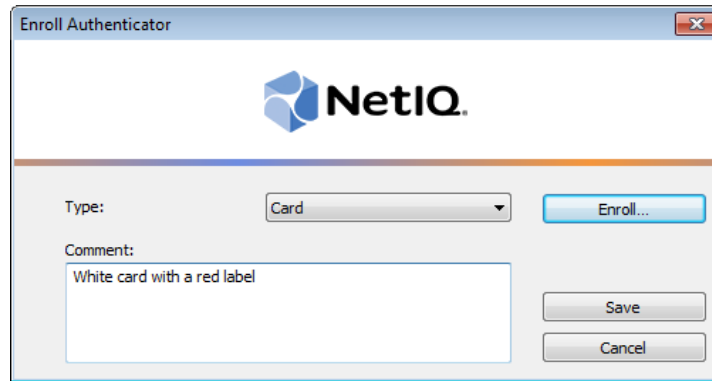 Enroll Authenticator
NetIQ.
Type:
Card
Enroll...
Comment:
White card with a red label
Save
Cancel